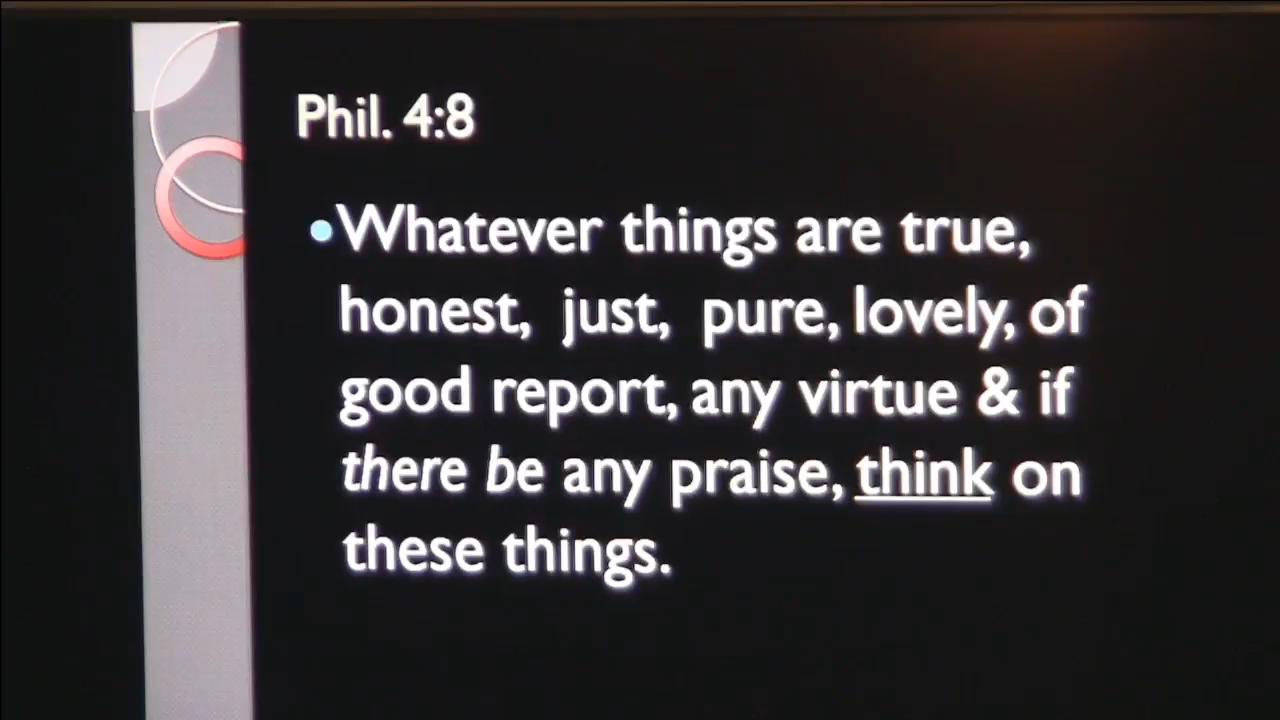 Phil. 4:8
•Whatever things are true,
honest, just, pure, lovely, of
good report, any virtue & if
there be any praise, think on
these things.